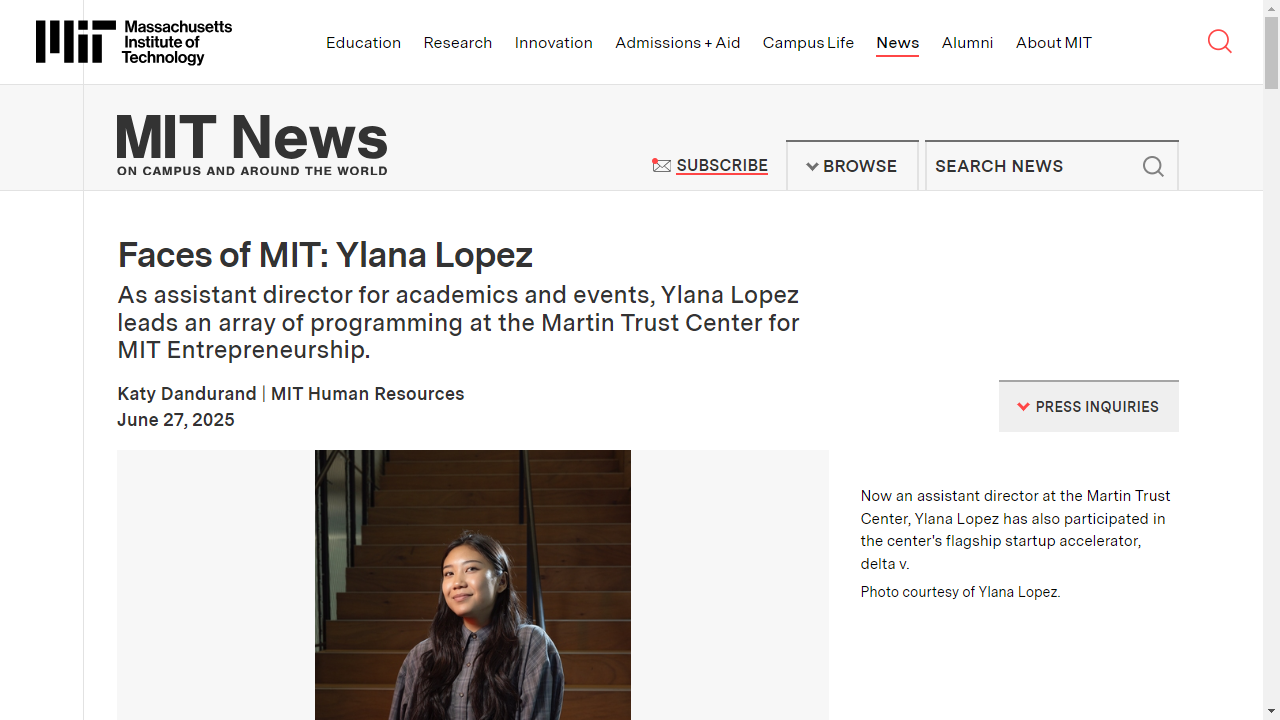 Massachusetts
Institute of
Technology
Education Research Innovation Admissions + Aid Campus Life News Alumni About MIT
MIT News
ON CAMPUS AND AROUND THE WORLD
SUBSCRIBE BROWSE SEARCH NEWS
Faces of MIT: Ylana Lopez
As assistant director for academics and events, Ylana Lopez
leads an array of programming at the Martin Trust Center for
MIT Entrepreneurship.
Katy Dandurand | MIT Human Resources
June 27, 2025
PRESS INQUIRIES
Now an assistant director at the Martin Trust
Center, Ylana Lopez has also participated in
the center's flagship startup accelerator,
delta v.
Photo courtesy of Ylana Lopez.